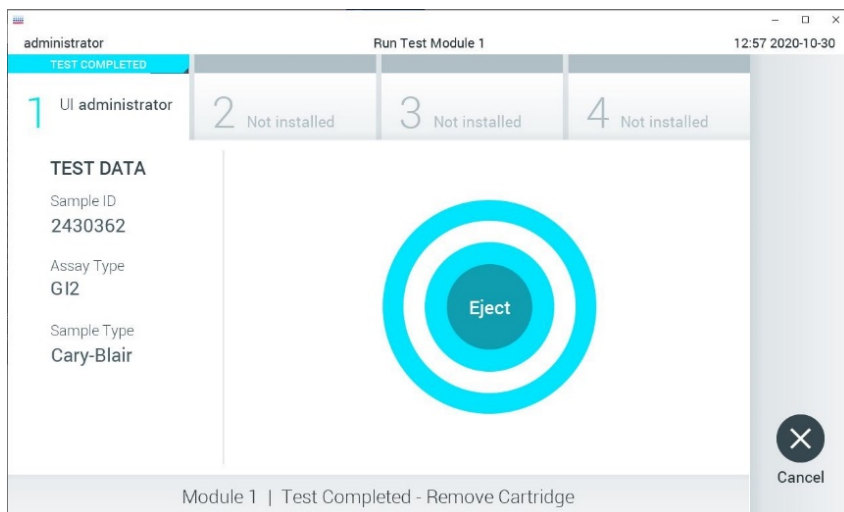 administrator Run Test Module 1 12:57 2020-10-30
TEST COMPLETED
1 UI administrator 2 Not installed 3 Not installed 4 Not installed
TEST DATA
Sample ID
2430362
Assay Type
GI2
Sample Type
Cary-Blair
Eject
Cancel
Module 1 | Test Completed - Remove Cartridge